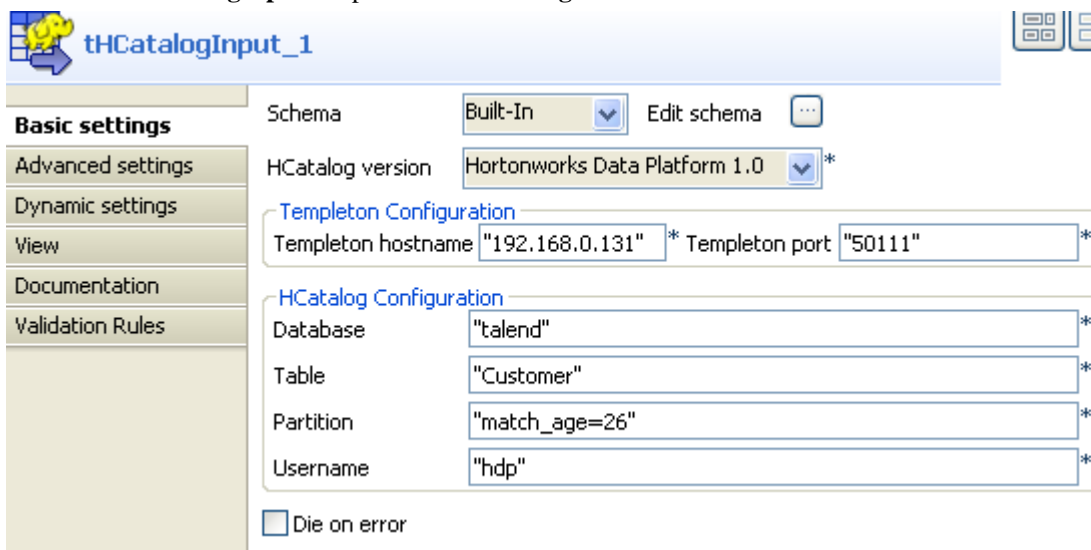 tHCatalogInput_1
Basic settings
Advanced settings
Dynamic settings
View
Documentation
Validation Rules
Schema Built-In Edit schema ...
HCatalog version Hortonworks Data Platform 1.0 *
Templeton Configuration
Templeton hostname "192.168.0.131" * Templeton port "50111" *
HCatalog Configuration
Database "talend" *
Table "Customer" *
Partition "match_age=26" *
Username "hdp" *
Die on error